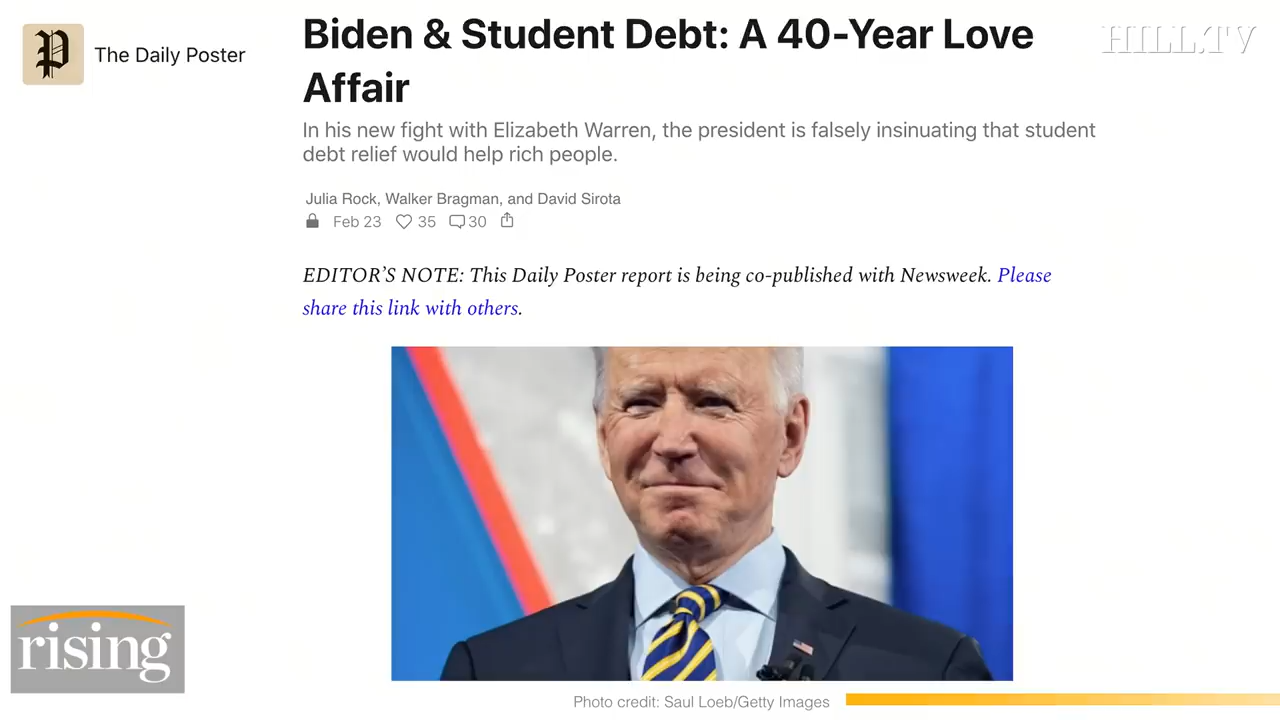 The Daily Poster
HILL.TV
Biden & Student Debt: A 40-Year Love
Affair
In his new fight with Elizabeth Warren, the president is falsely insinuating that student
debt relief would help rich people.
Julia Rock, Walker Bragman, and David Sirota
Feb 23 35 30
EDITOR’S NOTE: This Daily Poster report is being co-published with Newsweek. Please
share this link with others.
rising
Photo credit: Saul Loeb/Getty Images